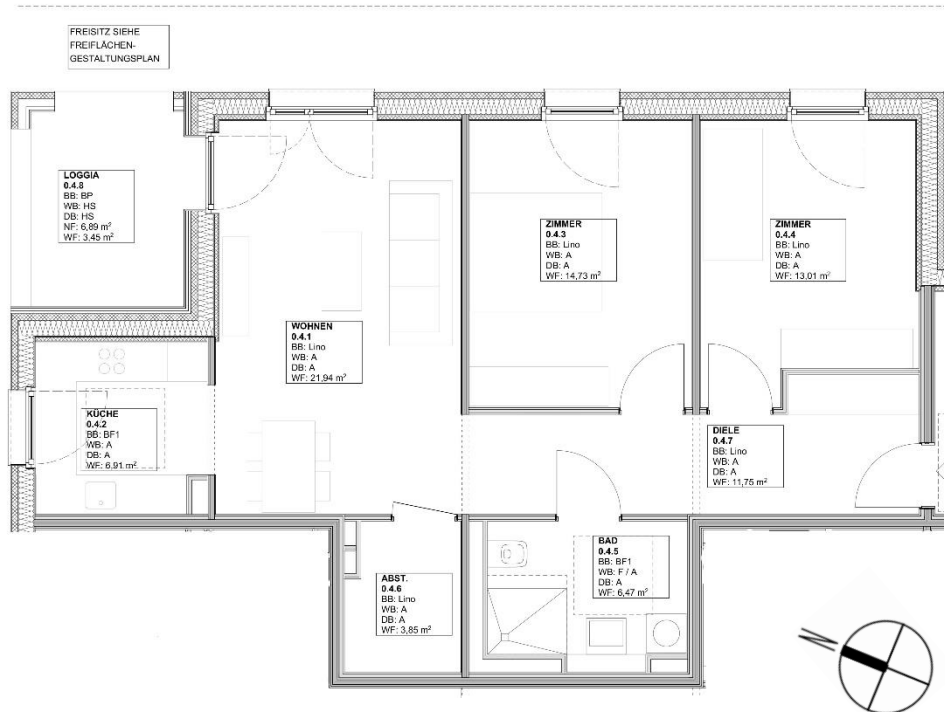 FREISITZ SIEHE
FREIFLÄCHEN-
GESTALTUNGSPLAN
LOGGIA
0.4.8
BB: BP
WB: HS
DB: HS
NF: 6,89 m²
WF: 3,45 m²
ZIMMER
0.4.3
BB: Lino
WB: A
DB: A
WF: 14,73 m²
ZIMMER
0.4.4
BB: Lino
WB: A
DB: A
WF: 13,01 m²
WOHNEN
0.4.1
BB: Lino
WB: A
DB: A
WF: 21,94 m²
KÜCHE
0.4.2
BB: BF1
WB: A
DB: A
WF: 6,91 m²
DIELE
0.4.7
BB: Lino
WB: A
DB: A
WF: 11,75 m²
BAD
0.4.5
BB: BF1
WB: F / A
DB: A
WF: 6,47 m²
ABST.
0.4.6
BB: Lino
WB: A
DB: A
WF: 3,85 m²
N